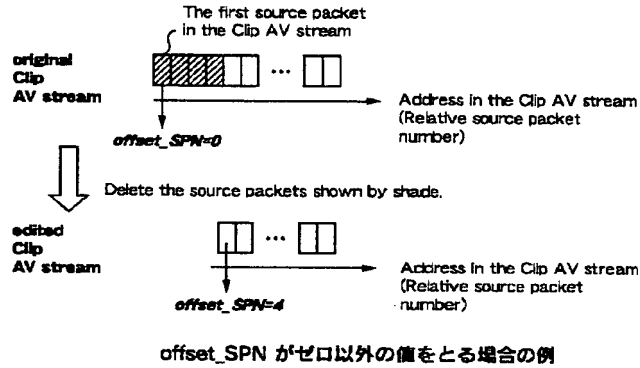 The first source packet
in the Clip AV stream
original
Clip
AV stream
...
Address in the Clip AV stream
(Relative source packet
number)
offset_SPN=0
Delete the source packets shown by shade.
edited
Clip
AV stream
...
Address in the Clip AV stream
(Relative source packet
number)
offset_SPN=4
offset_SPN がゼロ以外の値をとる場合の例